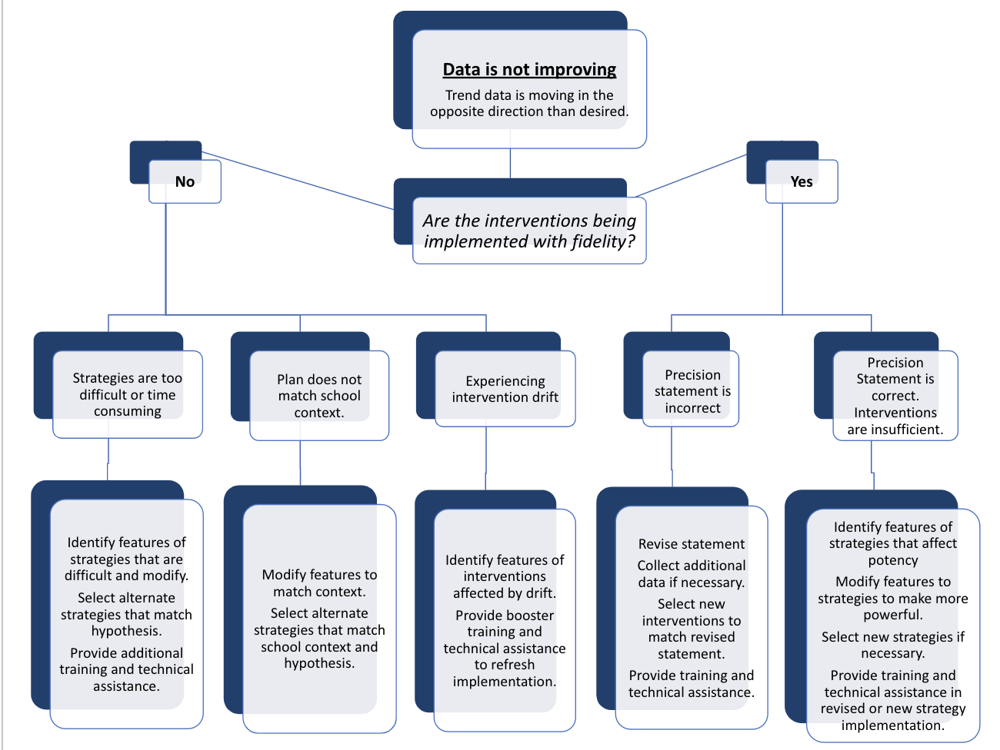 Data is not improving
Trend data is moving in the
opposite direction than desired.
No
Yes
Are the interventions being
implemented with fidelity?
Strategies are too
difficult or time
consuming
Plan does not
match school
context.
Experiencing
intervention drift
Precision
statement is
incorrect
Precision
Statement is
correct.
Interventions
are insufficient.
Identify features of
strategies that are
difficult and modify.
Select alternate
strategies that match
hypothesis.
Provide additional
training and technical
assistance.
Modify features to
match context.
Select alternate
strategies that match
school context and
hypothesis.
Identify features of
interventions
affected by drift.
Provide booster
training and
technical assistance
to refresh
implementation.
Revise statement
Collect additional
data if necessary.
Select new
interventions to
match revised
statement.
Provide training and
technical assistance.
Identify features of
strategies that affect
potency
Modify features to
strategies to make more
powerful.
Select new strategies if
necessary.
Provide training and
technical assistance in
revised or new strategy
implementation.